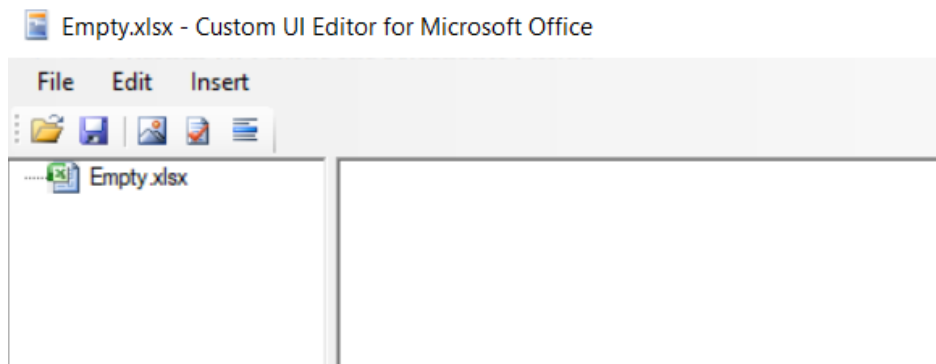 Empty.xlsx - Custom UI Editor for Microsoft Office
File Edit Insert
Empty.xlsx